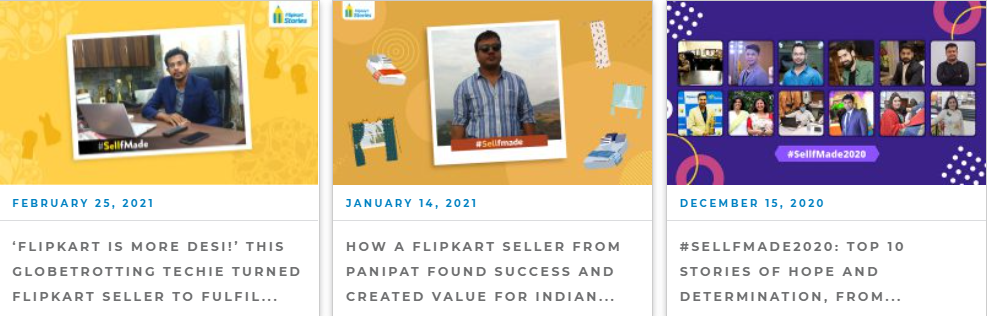 Flipkart
Stories
#SellfMade
FEBRUARY 25, 2021
‘FLIPKART IS MORE DESI!’ THIS
GLOBETROTTING TECHIE TURNED
FLIPKART SELLER TO FULFIL...
Flipkart
Stories
#Sellfmade
JANUARY 14, 2021
HOW A FLIPKART SELLER FROM
PANIPAT FOUND SUCCESS AND
CREATED VALUE FOR INDIAN...
#SellfMade2020
DECEMBER 15, 2020
#SELLFMADE2020: TOP 10
STORIES OF HOPE AND
DETERMINATION, FROM...